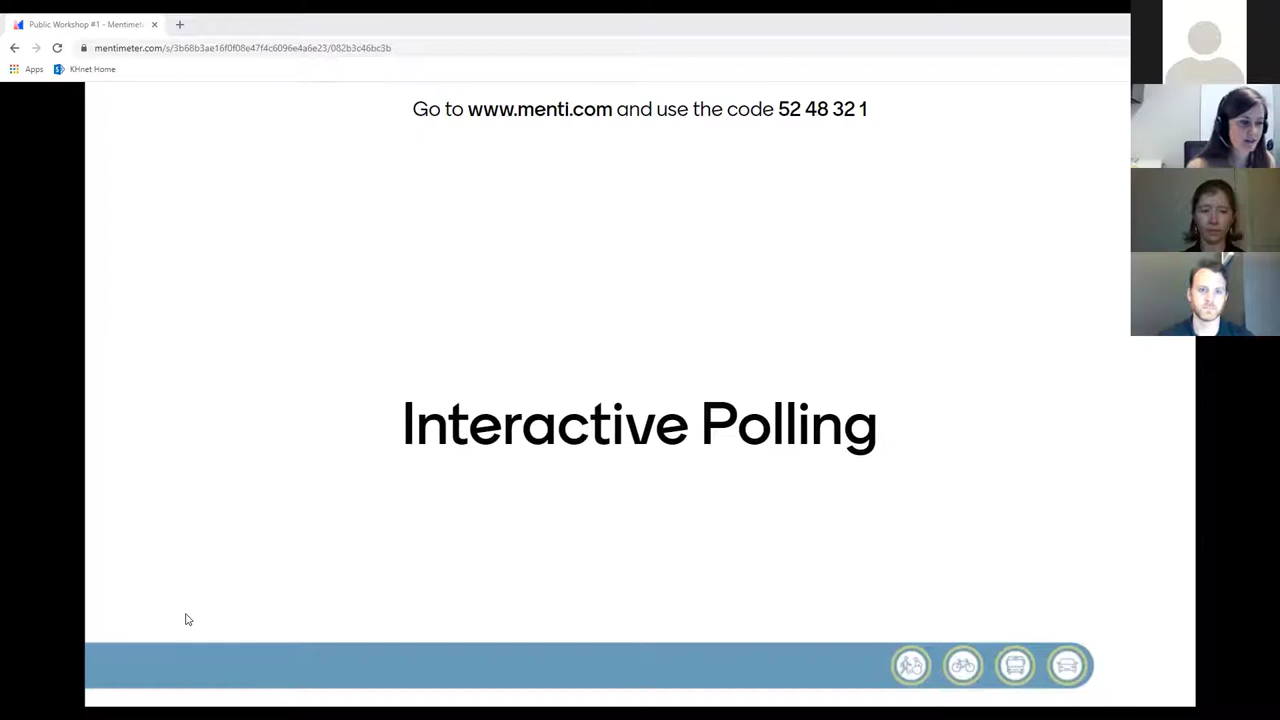 Public Workshop #1 - Mentimet
mentimeter.com/s/3b68b3ae16f0f08e47f4c6096e4a6e23/082b3c46bc3b
Apps
KHnet Home
Go to www.menti.com and use the code 52 48 32 1
Interactive Polling